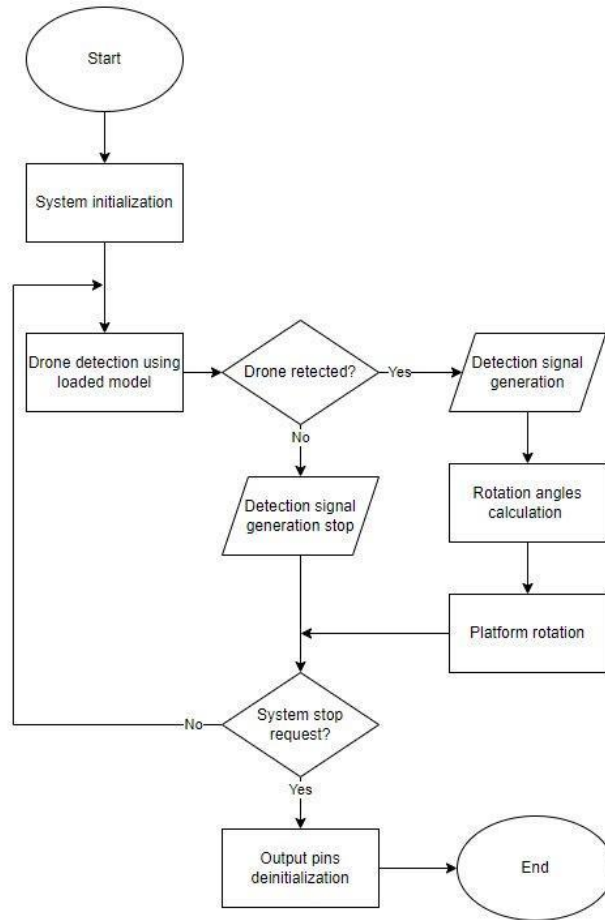 Start
System initialization
Drone detection using
loaded model
Drone retected?
Yes
Detection signal
generation
No
Detection signal
generation stop
Rotation angles
calculation
Platform rotation
System stop
request?
No
Yes
Output pins
deinitialization
End